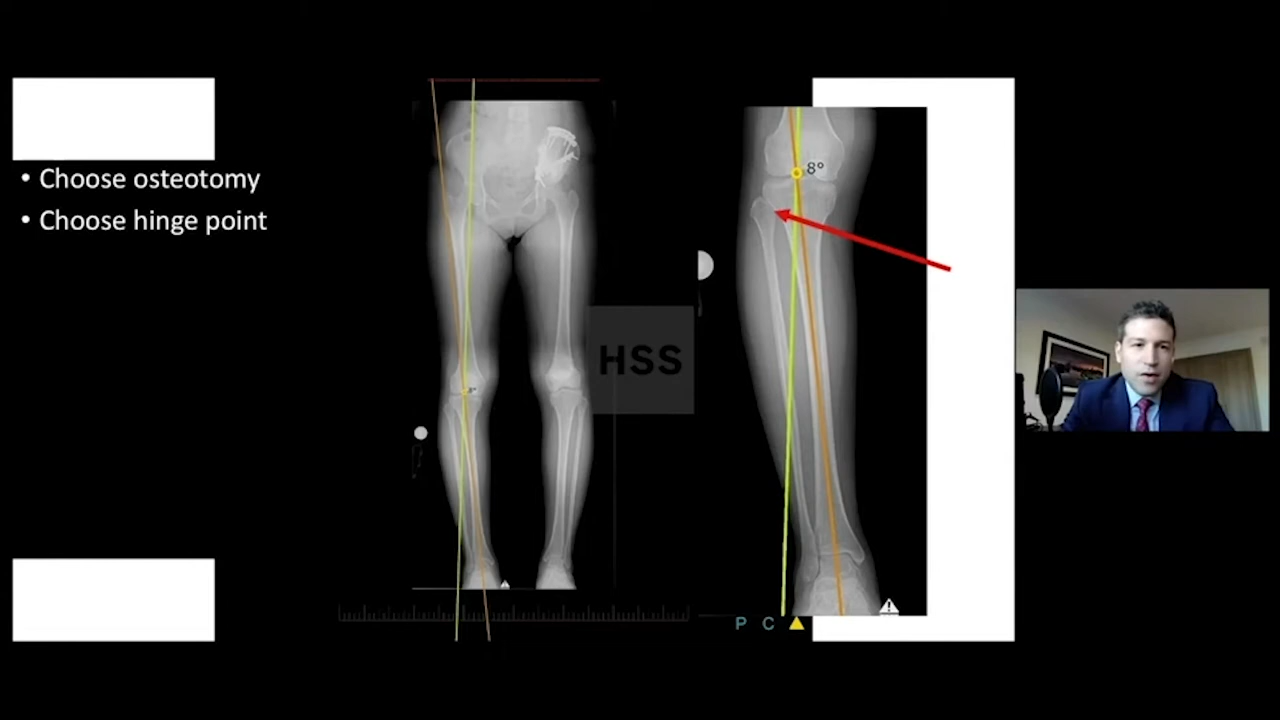 • Choose osteotomy
• Choose hinge point
HSS
8°
P C